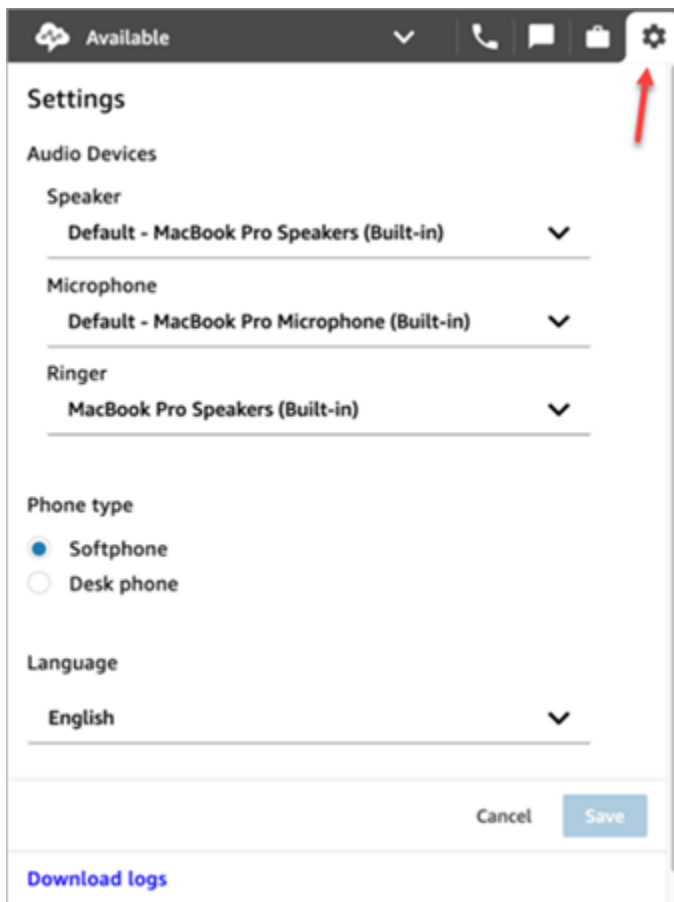 Available
Settings
Audio Devices
Speaker
Default - MacBook Pro Speakers (Built-in)
Microphone
Default - MacBook Pro Microphone (Built-in)
Ringer
MacBook Pro Speakers (Built-in)
Phone type
Softphone
Desk phone
Language
English
Cancel Save
Download logs